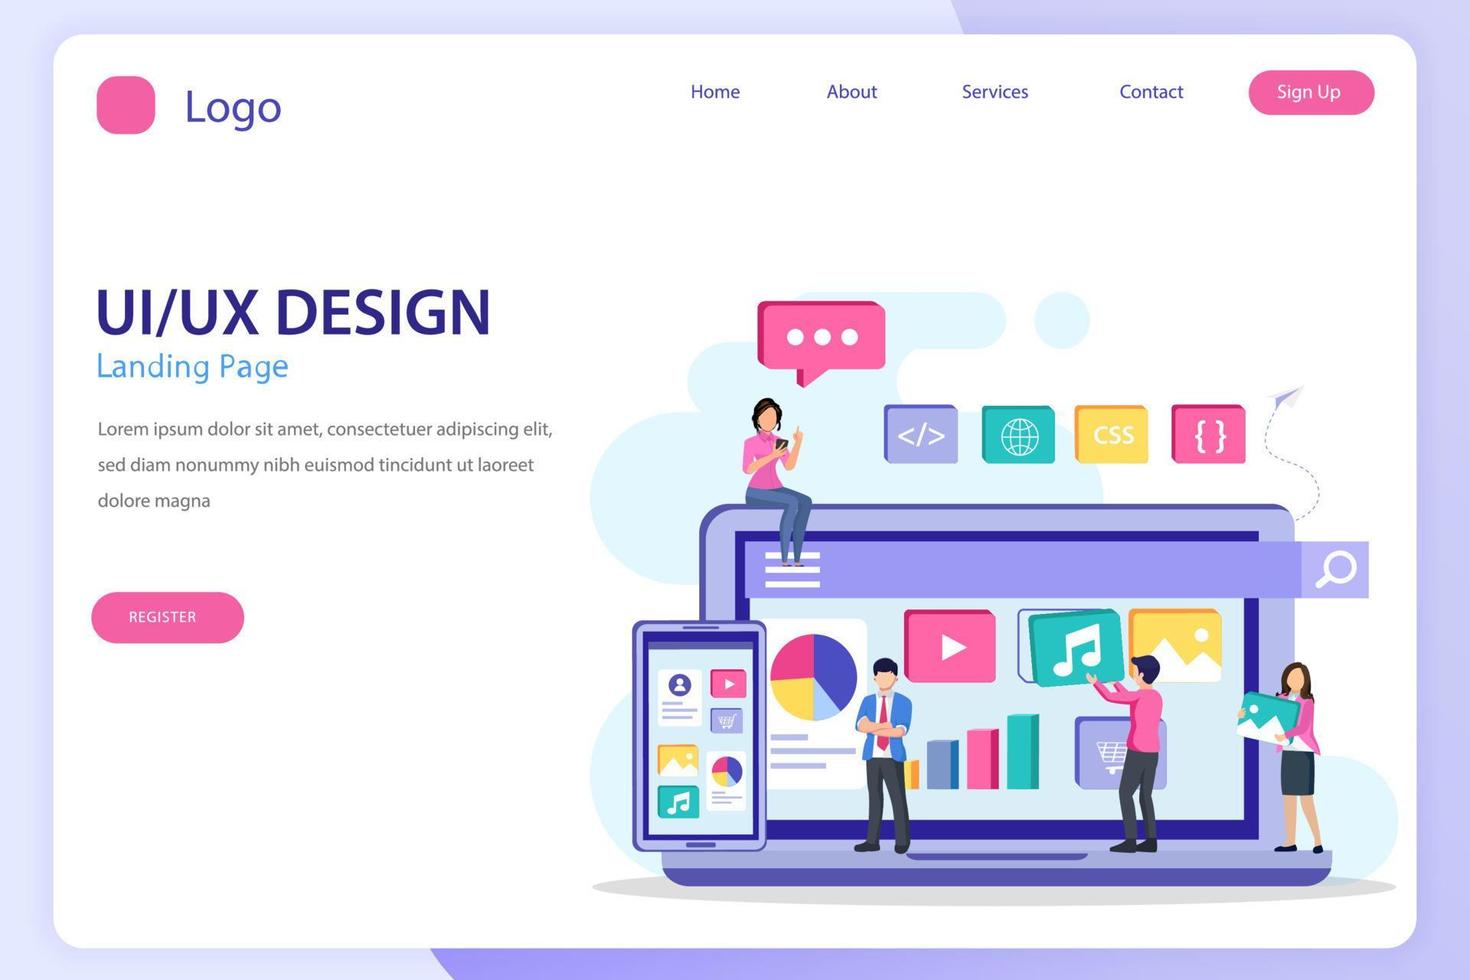 Logo
Home
About
Services
Contact
Sign Up
UI/UX DESIGN
Landing Page
Lorem ipsum dolor sit amet, consectetuer adipiscing elit,
sed diam nonummy nibh euismod tincidunt ut laoreet
dolore magna
REGISTER
</>
CSS
{ }